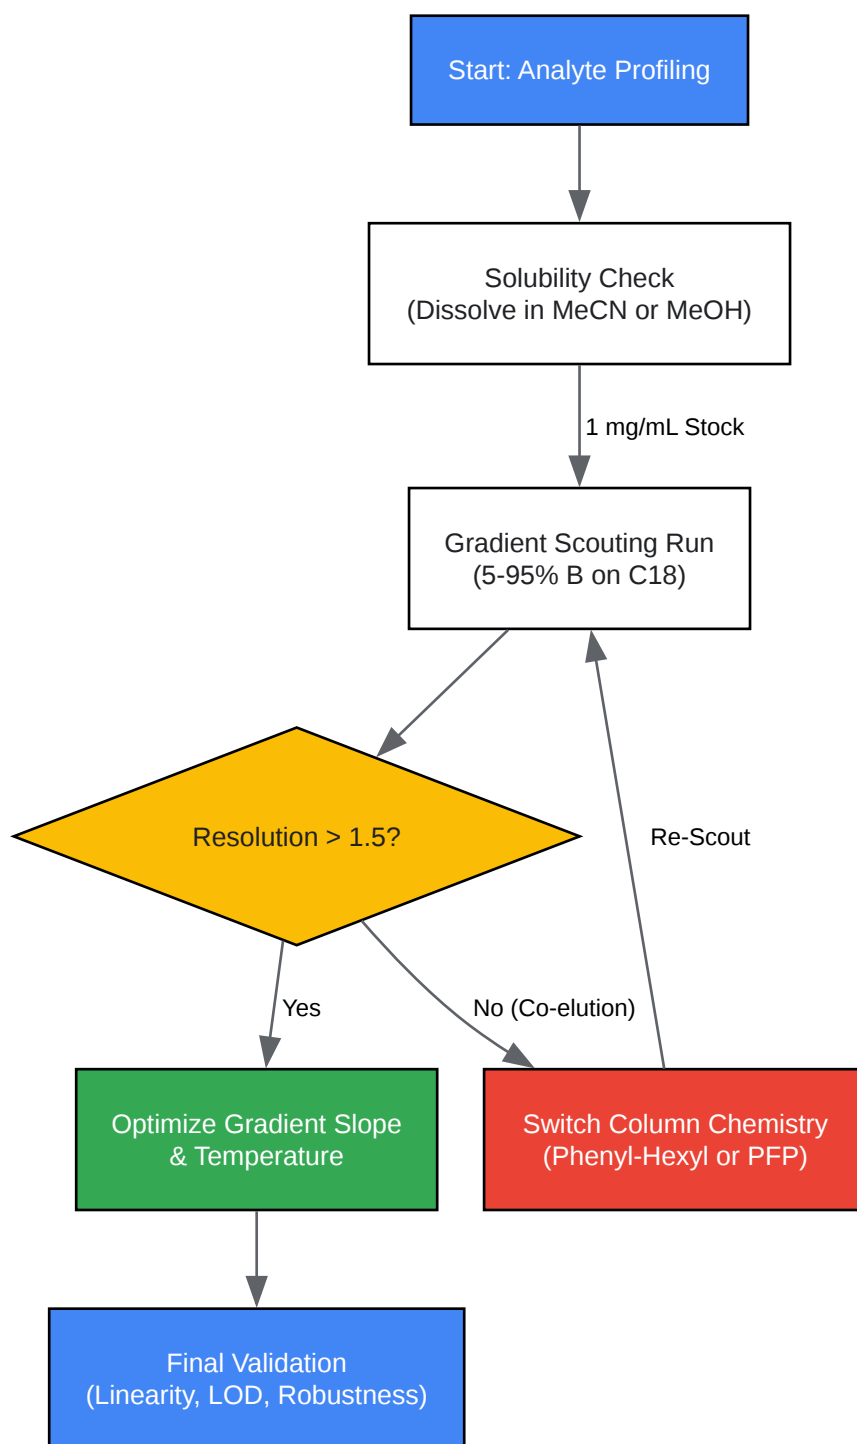 Start: Analyte Profiling
Solubility Check
(Dissolve in MeCN or MeOH)
1 mg/mL Stock
Gradient Scouting Run
(5-95% B on C18)
Resolution > 1.5?
Re-Scout
Yes
No (Co-elution)
Optimize Gradient Slope
& Temperature
Switch Column Chemistry
(Phenyl-Hexyl or PFP)
Final Validation
(Linearity, LOD, Robustness)